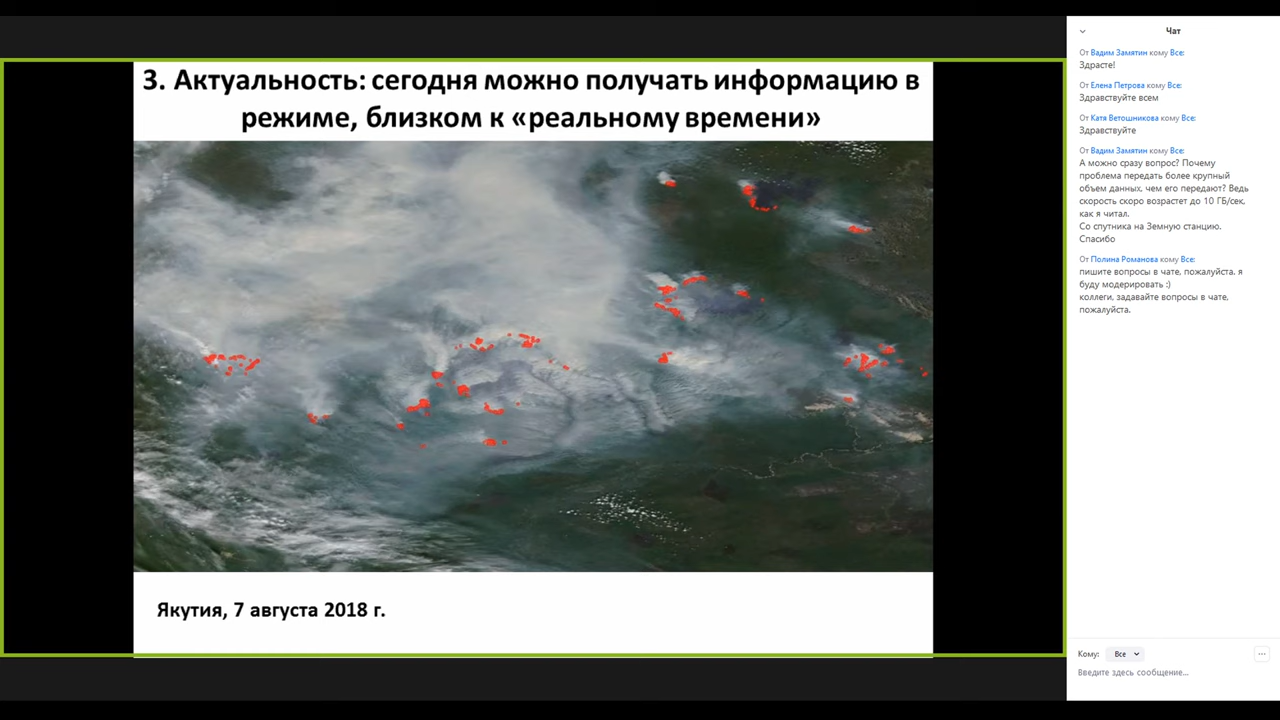 3. Актуальность: сегодня можно получать информацию в
режиме, близком к «реальному времени»
Якутия, 7 августа 2018 г.
Чат
От Вадим Замятин кому Все:
Здрасте!
От Елена Петрова кому Все:
Здравствуйте всем
От Катя Ветошникова кому Все:
Здравствуйте
От Вадим Замятин кому Все:
А можно сразу вопрос? Почему
проблема передать более крупный
объем данных, чем его передают? Ведь
скорость скоро возрастет до 10 ГБ/сек,
как я читал.
Со спутника на Земную станцию.
Спасибо
От Полина Романова кому Все:
пишите вопросы в чате, пожалуйста. я
буду модерировать :)
коллеги, задавайте вопросы в чате,
пожалуйста.
Кому: Все
Введите здесь сообщение...